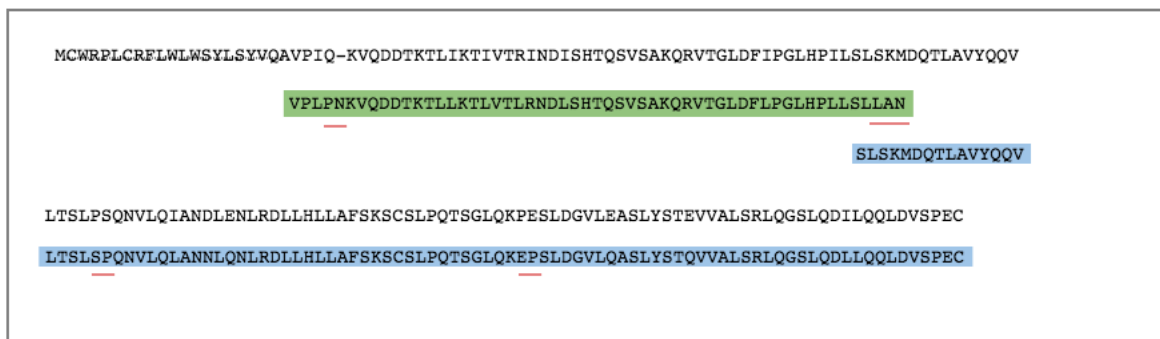 MCWRPLCRFLWLWSYLSYVQAVPIQ-KVQDDTKTLIKTIVTRINDISHTQSVSAKQRVTGLDFIPGLHPILSLSKMDQTLAVYQQV
VPLPNKVQDDTKTLLKTLVTLRNDLSHTQSVSAKQRVTGLDFLPGLHPLLSLLAN
SLSKMDQTLAVYQQV
LTSLPSQNVLQIANDLENLRDLLHLLAFSKSCSLPQTSGLQKPESLDGVLEASLYSTEVVALSRLQGSLQDILQQLDVSPEC
LTSLSPQNVLQLANNLQNLRDLLHLLAFSKSCSLPQTSGLQKEPSLDGVLQASLYSTQVVALSRLQGSLQDLLQQLDVSPEC